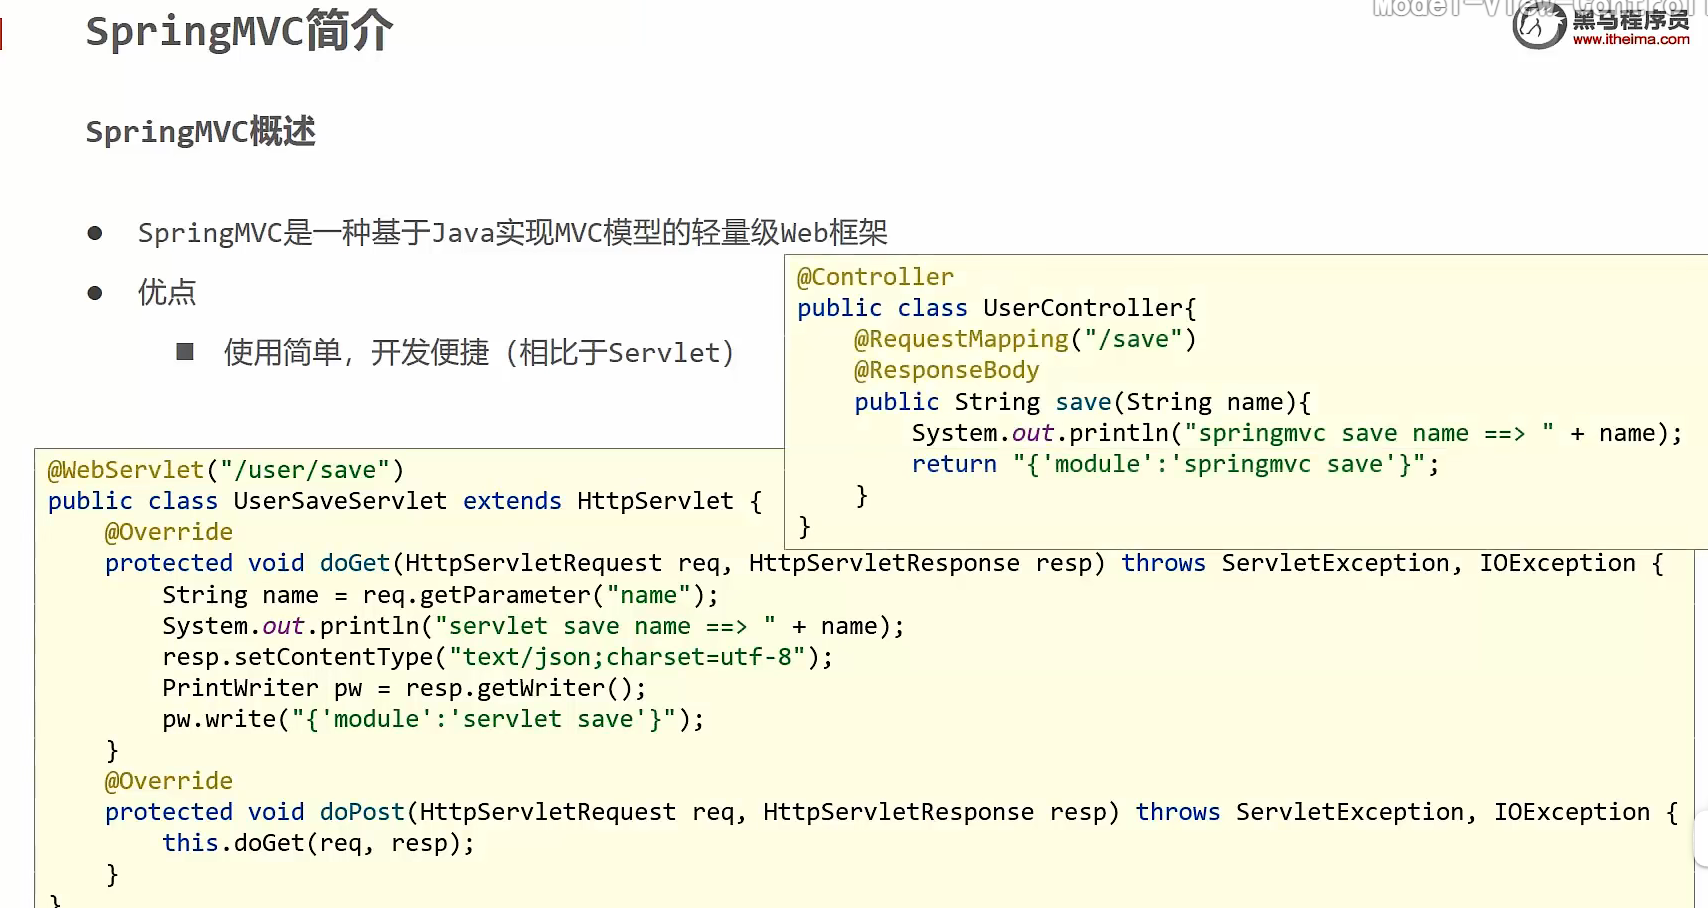 SpringMVC简介
Model-View-Control
黑马程序员
www.itheima.com
SpringMVC概述
● SpringMVC是一种基于Java实现MVC模型的轻量级Web框架
● 优点
■ 使用简单，开发便捷（相比于Servlet）
@Controller
public class UserController{
    @RequestMapping("/save")
    @ResponseBody
    public String save(String name){
        System.out.println("springmvc save name ==> " + name);
        return "{'module':'springmvc save'}";
    }
}
@WebServlet("/user/save")
public class UserSaveServlet extends HttpServlet {
    @Override
    protected void doGet(HttpServletRequest req, HttpServletResponse resp) throws ServletException, IOException {
        String name = req.getParameter("name");
        System.out.println("servlet save name ==> " + name);
        resp.setContentType("text/json;charset=utf-8");
        PrintWriter pw = resp.getWriter();
        pw.write("{'module':'servlet save'}");
    }
    @Override
    protected void doPost(HttpServletRequest req, HttpServletResponse resp) throws ServletException, IOException {
        this.doGet(req, resp);
    }
}